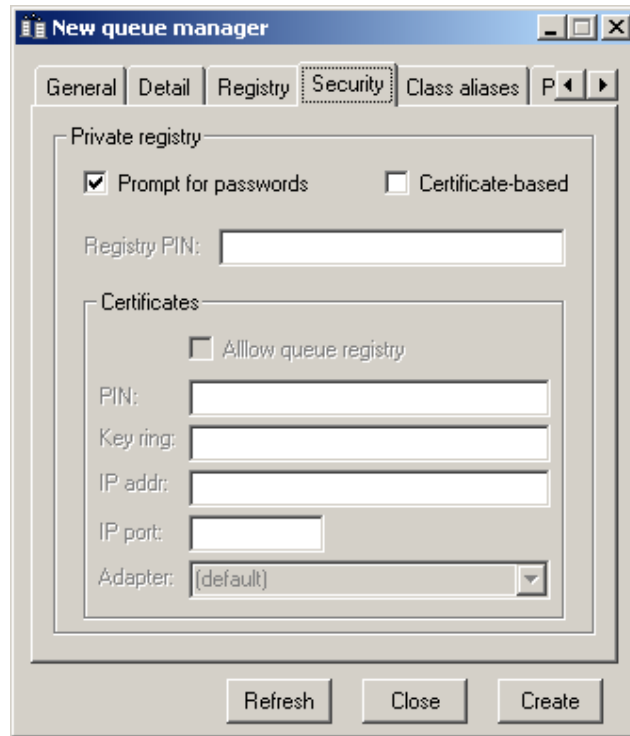 New queue manager
General Detail Registry Security Class aliases P
Private registry
Prompt for passwords Certificate-based
Registry PIN:
Certificates
Alllow queue registry
PIN:
Key ring:
IP addr:
IP port:
Adapter: (default)
Refresh Close Create